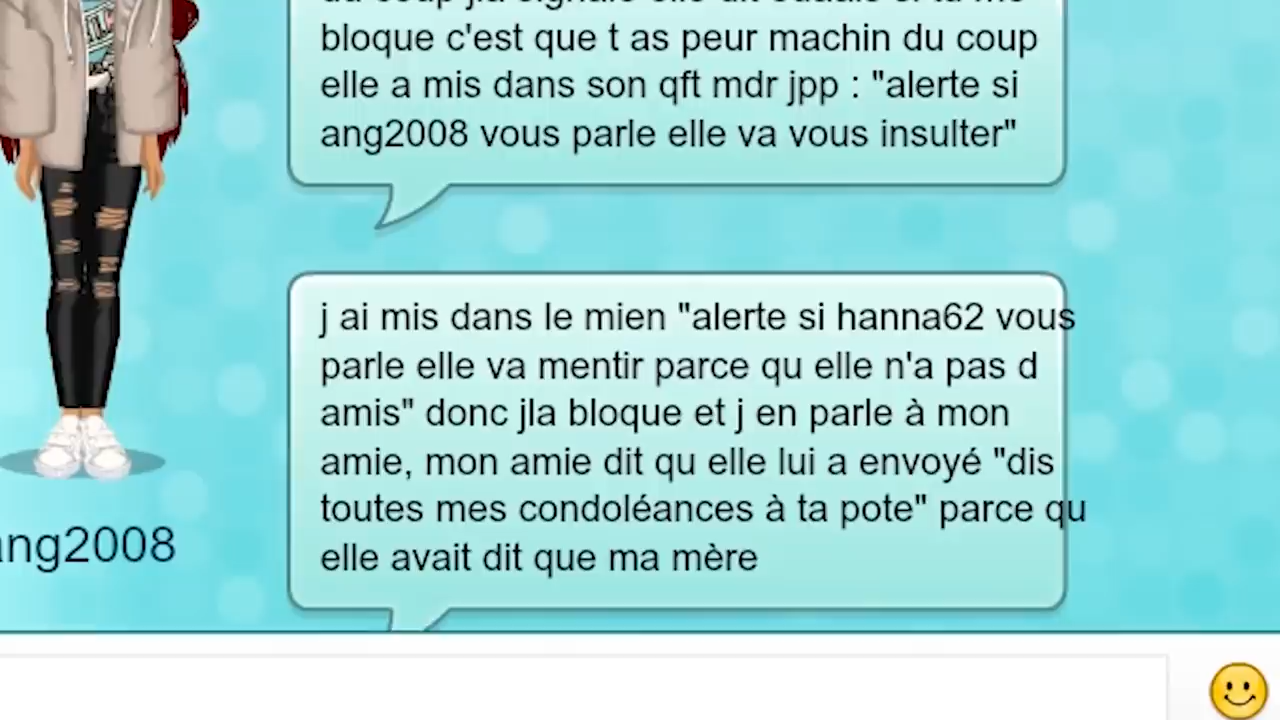 bloque c'est que t as peur machin du coup
elle a mis dans son qft mdr jpp : "alerte si
ang2008 vous parle elle va vous insulter"
j ai mis dans le mien "alerte si hanna62 vous
parle elle va mentir parce qu elle n'a pas d
amis" donc jla bloque et j en parle à mon
amie, mon amie dit qu elle lui a envoyé "dis
toutes mes condoléances à ta pote" parce qu
elle avait dit que ma mère
ang2008